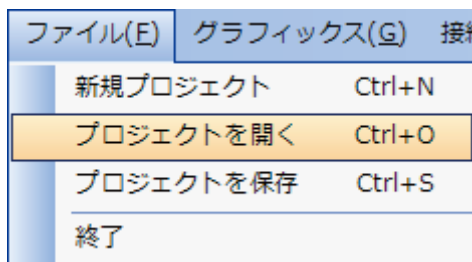 ファイル(F) グラフィックス(G) 接
新規プロジェクト Ctrl+N
プロジェクトを開く Ctrl+O
プロジェクトを保存 Ctrl+S
終了